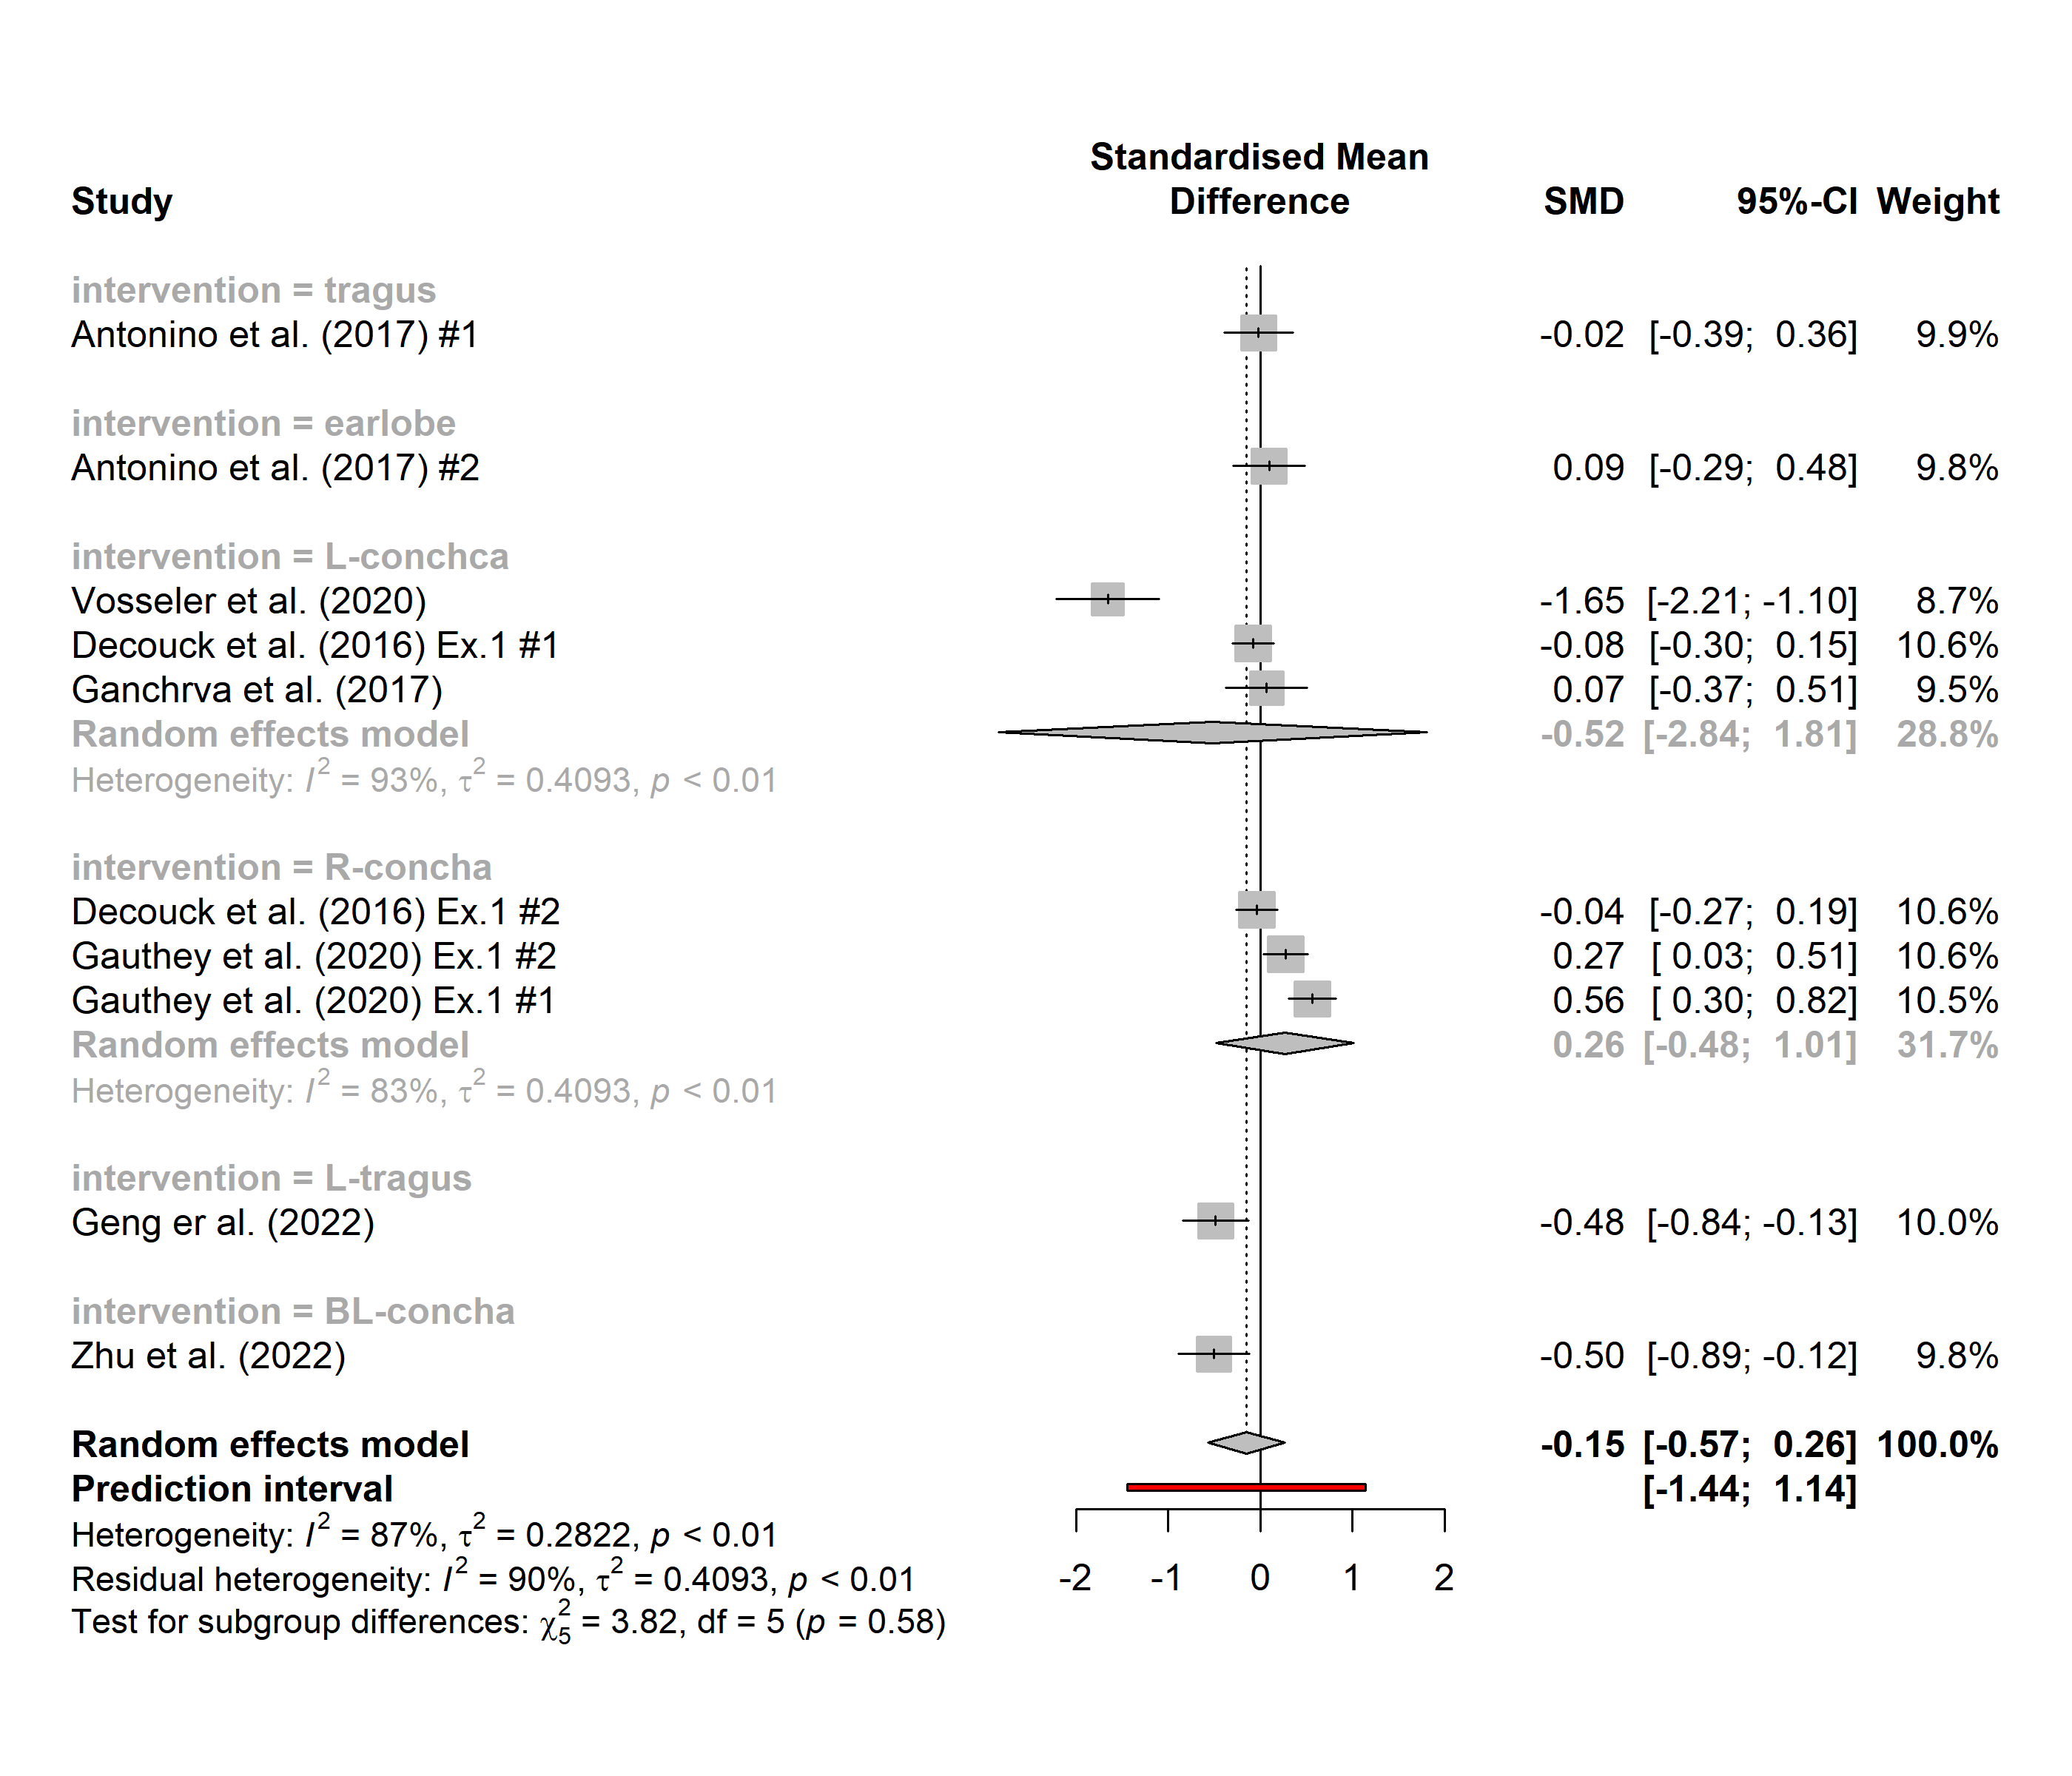 Standardised Mean
Study Difference SMD 95%-CI Weight
intervention = tragus
Antonino et al. (2017) #1 -0.02 [-0.39; 0.36] 9.9%
intervention = earlobe
Antonino et al. (2017) #2 0.09 [-0.29; 0.48] 9.8%
intervention = L-conchca
Vosseler et al. (2020) -1.65 [-2.21; -1.10] 8.7%
Decouck et al. (2016) Ex.1 #1 -0.08 [-0.30; 0.15] 10.6%
Ganchrva et al. (2017) 0.07 [-0.37; 0.51] 9.5%
Random effects model -0.52 [-2.84; 1.81] 28.8%
Heterogeneity: I² = 93%, τ² = 0.4093, p < 0.01
intervention = R-concha
Decouck et al. (2016) Ex.1 #2 -0.04 [-0.27; 0.19] 10.6%
Gauthey et al. (2020) Ex.1 #2 0.27 [ 0.03; 0.51] 10.6%
Gauthey et al. (2020) Ex.1 #1 0.56 [ 0.30; 0.82] 10.5%
Random effects model 0.26 [-0.48; 1.01] 31.7%
Heterogeneity: I² = 83%, τ² = 0.4093, p < 0.01
intervention = L-tragus
Geng er al. (2022) -0.48 [-0.84; -0.13] 10.0%
intervention = BL-concha
Zhu et al. (2022) -0.50 [-0.89; -0.12] 9.8%
Random effects model -0.15 [-0.57; 0.26] 100.0%
Prediction interval [-1.44; 1.14]
Heterogeneity: I² = 87%, τ² = 0.2822, p < 0.01
Residual heterogeneity: I² = 90%, τ² = 0.4093, p < 0.01
-2 -1 0 1 2
Test for subgroup differences: χ²₅ = 3.82, df = 5 (p = 0.58)